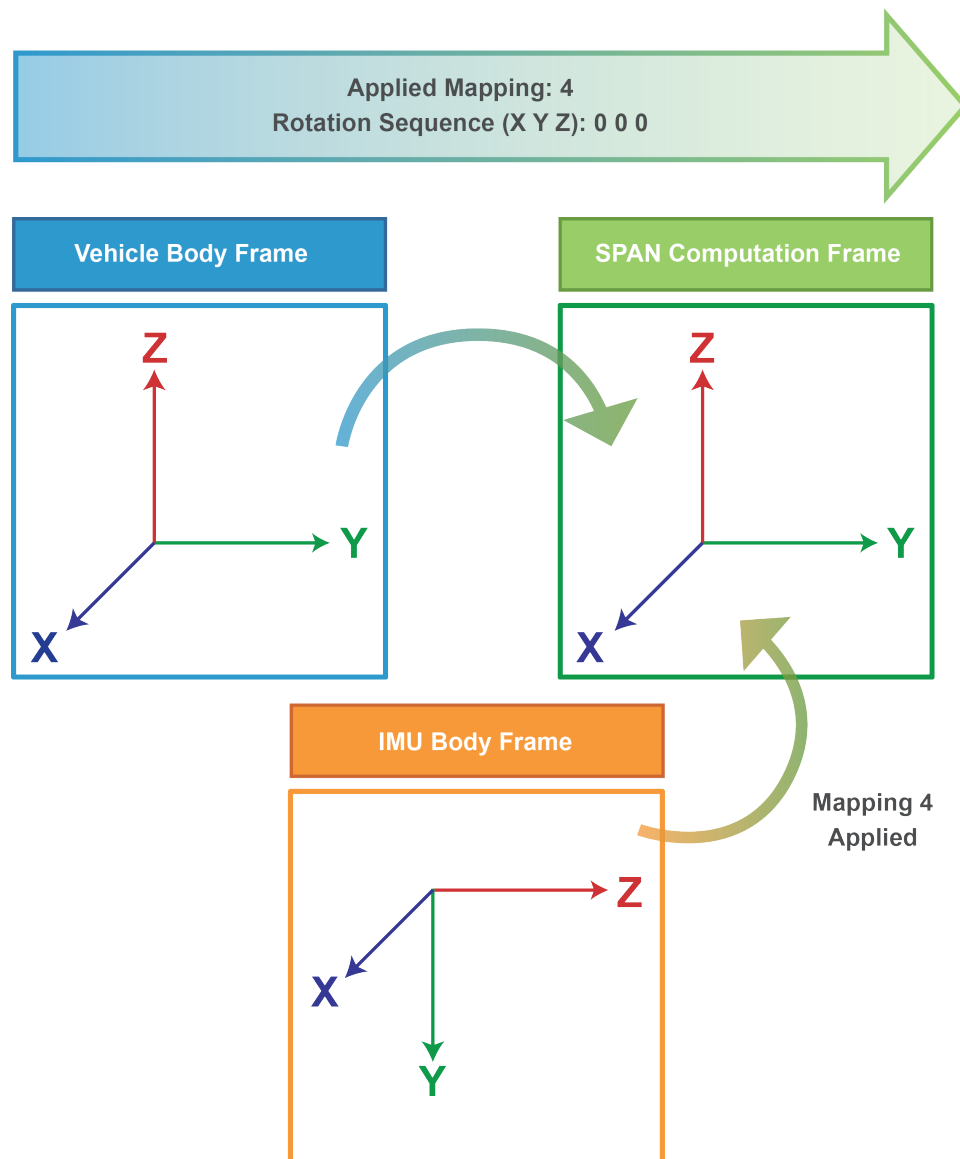 Applied Mapping: 4
Rotation Sequence (X Y Z): 0 0 0
Vehicle Body Frame
SPAN Computation Frame
Z
Y
X
Z
Y
X
IMU Body Frame
Mapping 4
Applied
Z
X
Y